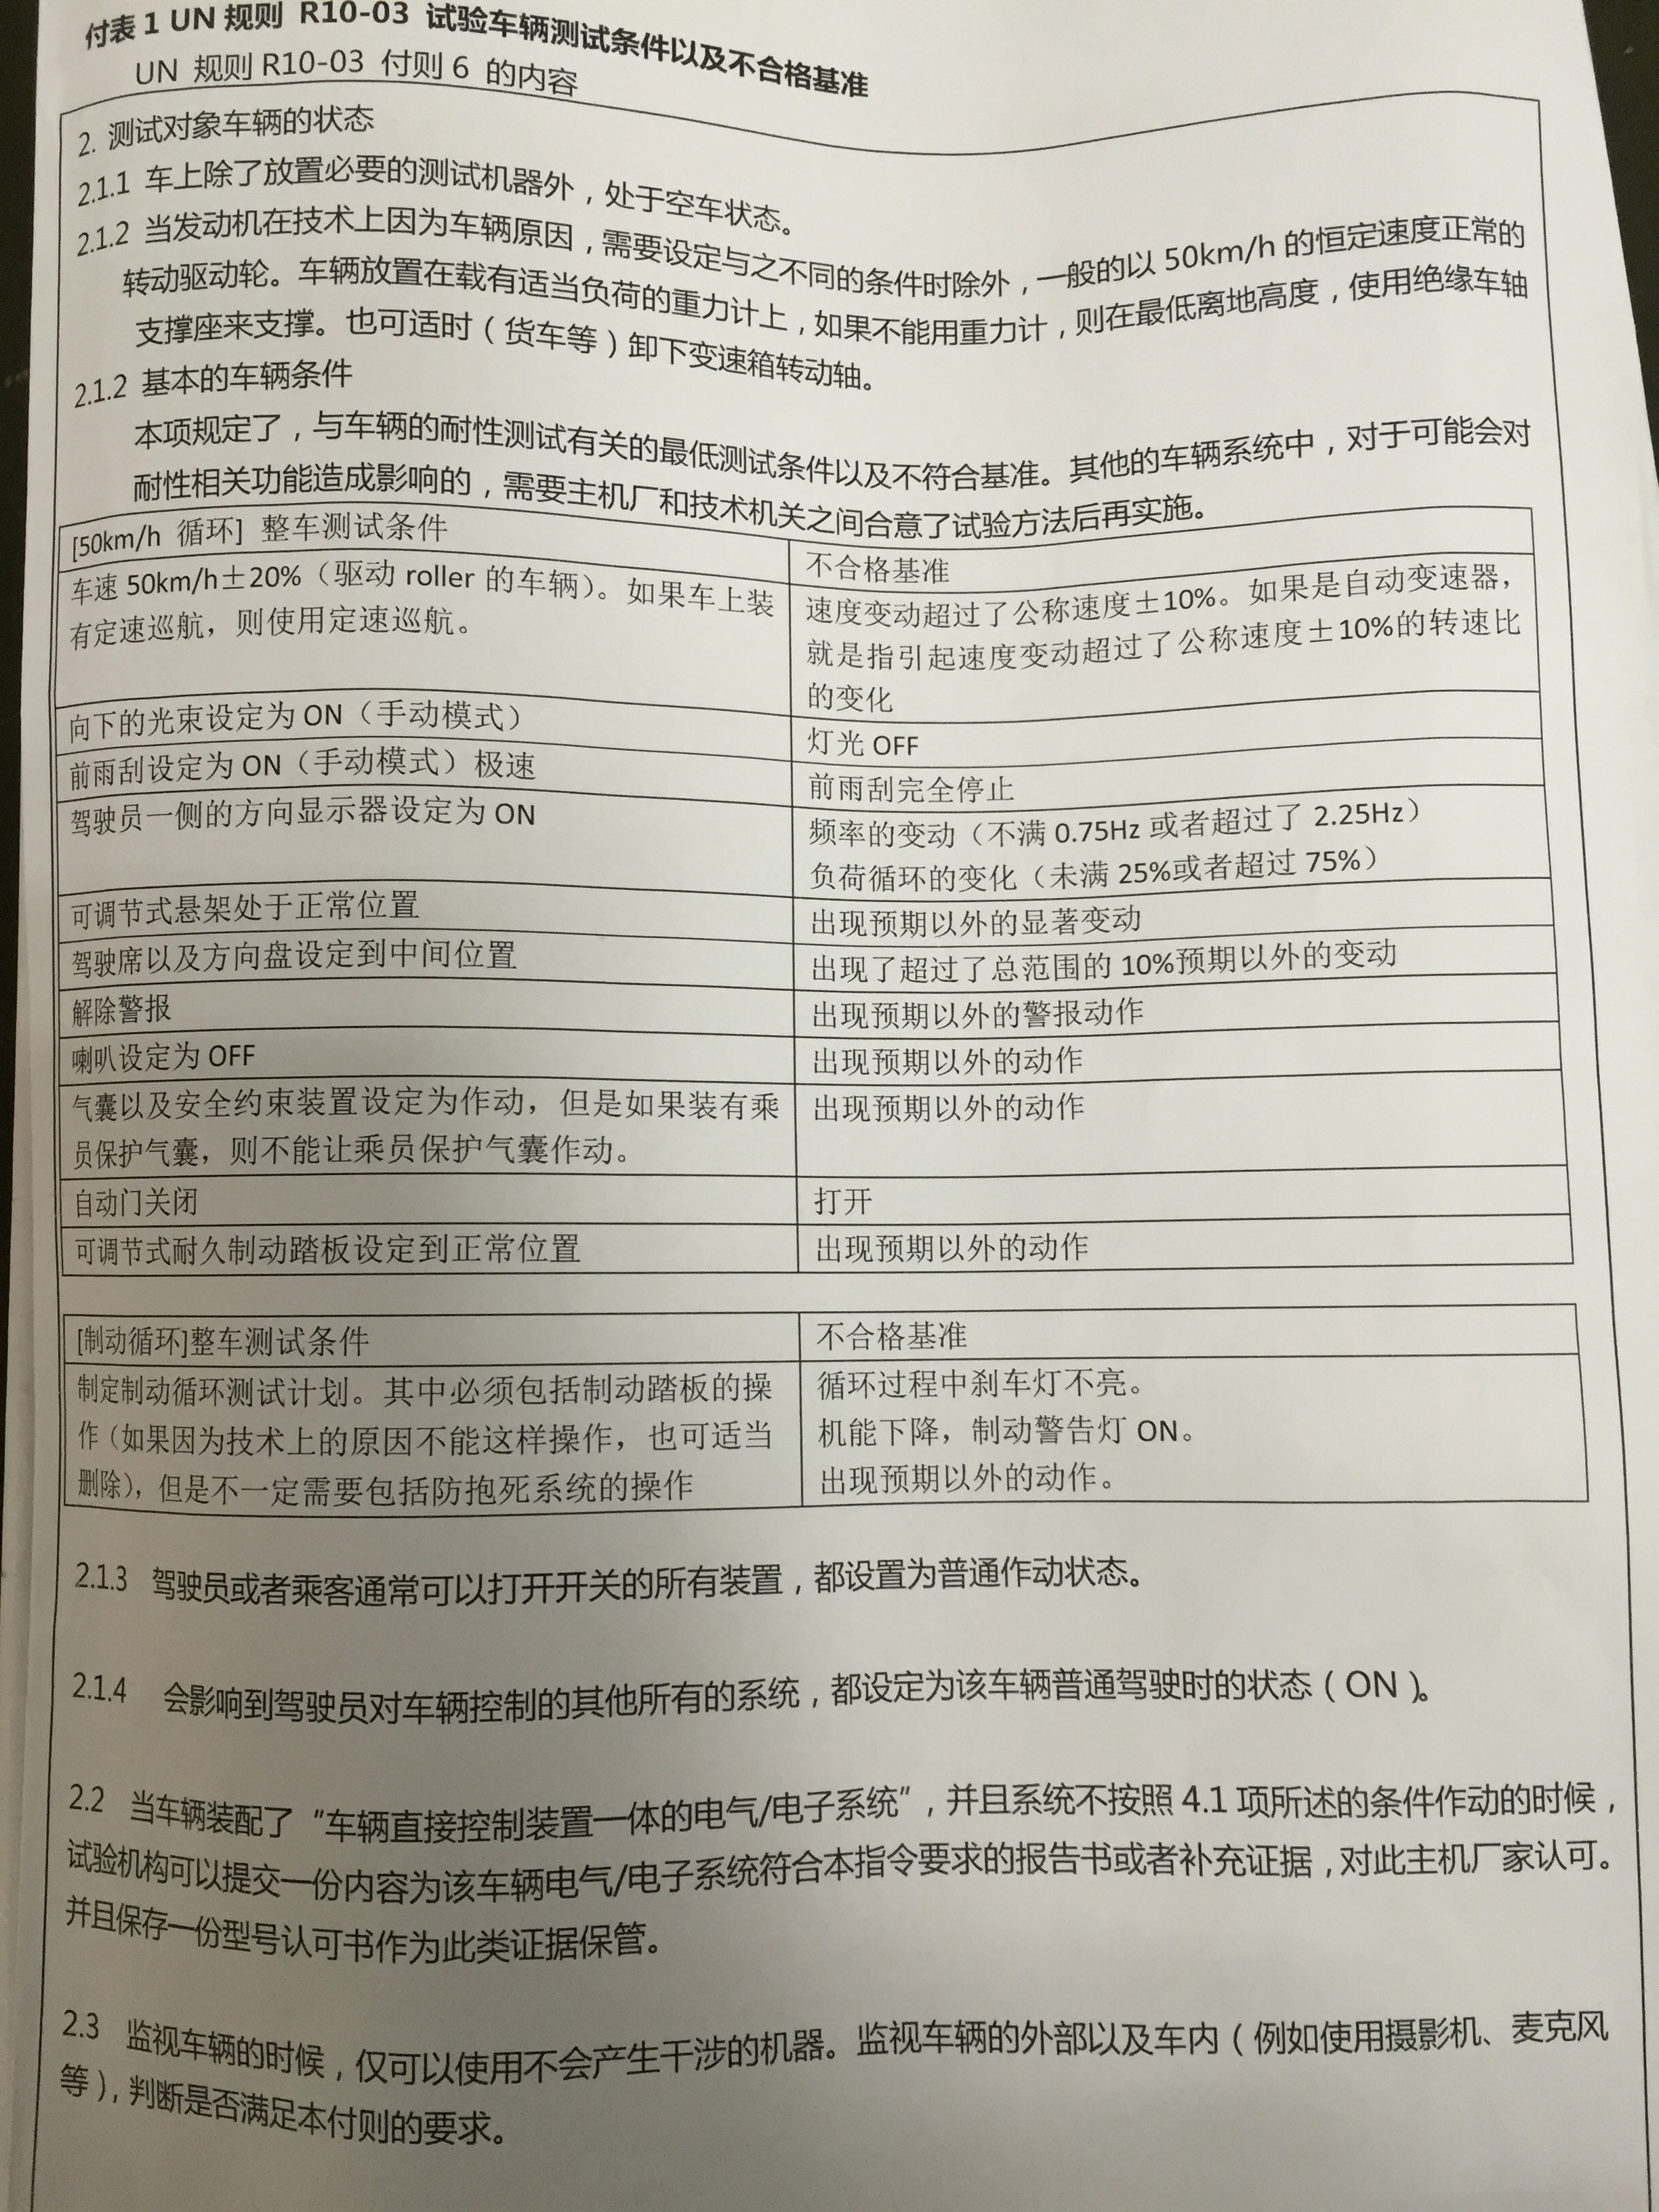 付表1 UN 规则 R10-03 试验车辆测试条件以及不合格基准
UN 规则 R10-03 付则 6 的内容
2. 测试对象车辆的状态
2.1.1 车上除了放置必要的测试机器外，处于空车状态。
2.1.2 当发动机在技术上因为车辆原因，需要设定与之不同的条件时除外，一般的以 50km/h 的恒定速度正常的
转动驱动轮。车辆放置在载有适当负荷的重力计上，如果不能用重力计，则在最低离地高度，使用绝缘车轴
支撑座来支撑。也可适时（货车等）卸下变速箱转动轴。
2.1.2 基本的车辆条件
本项规定了，与车辆的耐性测试有关的最低测试条件以及不符合基准。其他的车辆系统中，对于可能会对
耐性相关功能造成影响的，需要主机厂和技术机关之间合意了试验方法后再实施。
[50km/h 循环] 整车测试条件
不合格基准
车速 50km/h±20%（驱动 roller 的车辆）。如果车上装
有定速巡航，则使用定速巡航。
速度变动超过了公称速度±10%。如果是自动变速器，
就是指引起速度变动超过了公称速度±10%的转速比
的变化
向下的光束设定为 ON（手动模式）
灯光 OFF
前雨刮设定为 ON（手动模式）极速
前雨刮完全停止
驾驶员一侧的方向显示器设定为 ON
频率的变动（不满 0.75Hz 或者超过了 2.25Hz）
负荷循环的变化（未满 25%或者超过 75%）
可调节式悬架处于正常位置
出现预期以外的显著变动
驾驶席以及方向盘设定到中间位置
出现了超过了总范围的 10%预期以外的变动
解除警报
出现预期以外的警报动作
喇叭设定为 OFF
出现预期以外的动作
气囊以及安全约束装置设定为作动，但是如果装有乘
员保护气囊，则不能让乘员保护气囊作动。
出现预期以外的动作
自动门关闭
打开
可调节式耐久制动踏板设定到正常位置
出现预期以外的动作
[制动循环]整车测试条件
不合格基准
制定制动循环测试计划。其中必须包括制动踏板的操
作（如果因为技术上的原因不能这样操作，也可适当
删除），但是不一定需要包括防抱死系统的操作
循环过程中刹车灯不亮。
机能下降，制动警告灯 ON。
出现预期以外的动作。
2.1.3 驾驶员或者乘客通常可以打开开关的所有装置，都设置为普通作动状态。
2.1.4 会影响到驾驶员对车辆控制的其他所有的系统，都设定为该车辆普通驾驶时的状态（ON）。
2.2 当车辆装配了“车辆直接控制装置一体的电气/电子系统”，并且系统不按照 4.1 项所述的条件作动的时候，
试验机构可以提交一份内容为该车辆电气/电子系统符合本指令要求的报告书或者补充证据，对此主机厂家认可。
并且保存一份型号认可书作为此类证据保管。
2.3 监视车辆的时候，仅可以使用不会产生干涉的机器。监视车辆的外部以及车内（例如使用摄影机、麦克风
等），判断是否满足本付则的要求。